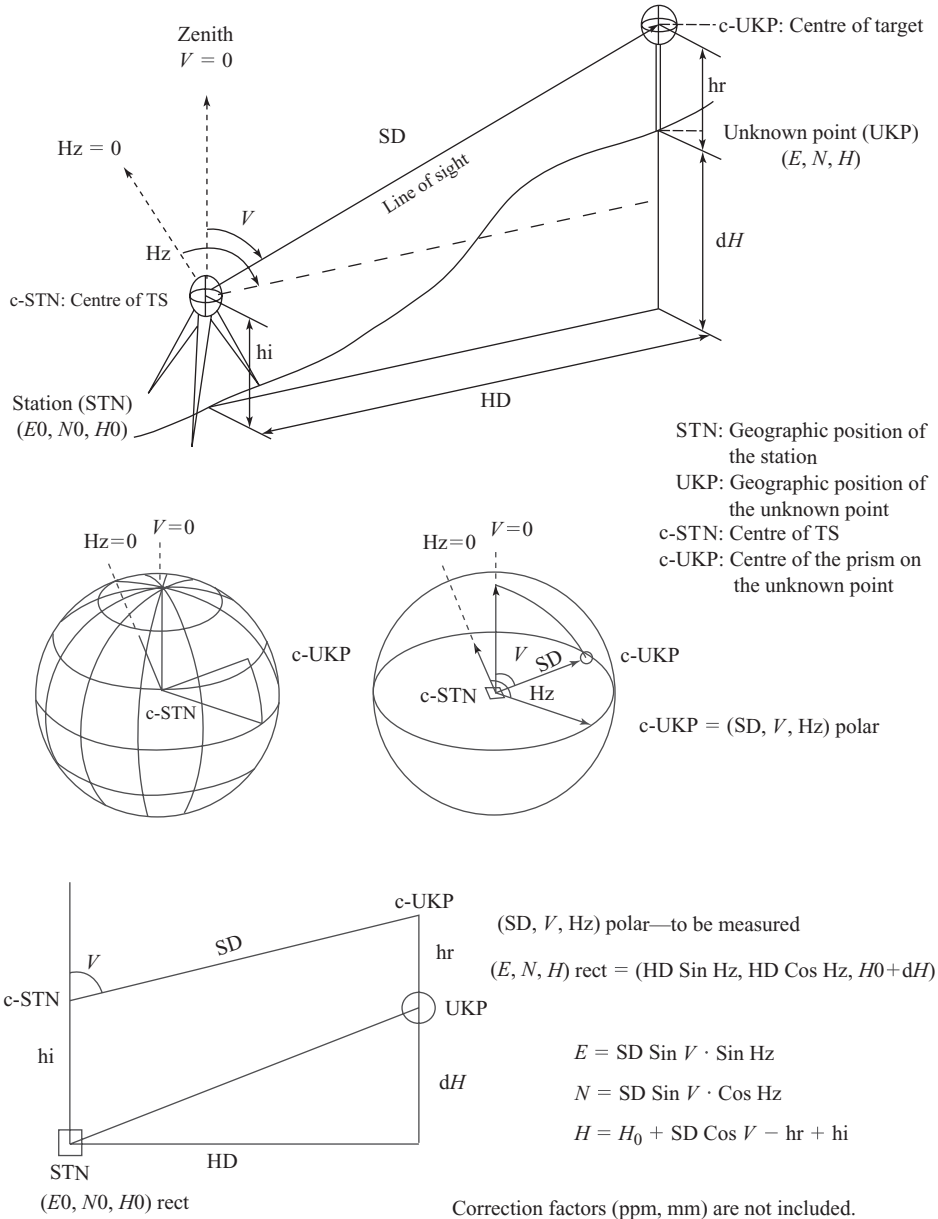 Zenith
V = 0
c-UKP: Centre of target
hr
SD
Hz = 0
Unknown point (UKP)
(E, N, H)
Line of sight
V
Hz
dH
c-STN: Centre of TS
hi
HD
Station (STN)
(E0, N0, H0)
STN: Geographic position of
the station
UKP: Geographic position of
the unknown point
c-STN: Centre of TS
c-UKP: Centre of the prism on
the unknown point
V=0
Hz=0
c-UKP
c-STN
V=0
Hz=0
V
SD
c-UKP
c-STN
Hz
c-UKP = (SD, V, Hz) polar
c-UKP
SD
hr
V
c-STN
UKP
hi
dH
HD
STN
(E0, N0, H0) rect
(SD, V, Hz) polar—to be measured
(E, N, H) rect = (HD Sin Hz, HD Cos Hz, H0+dH)
E = SD Sin V · Sin Hz
N = SD Sin V · Cos Hz
H = H₀ + SD Cos V − hr + hi
Correction factors (ppm, mm) are not included.